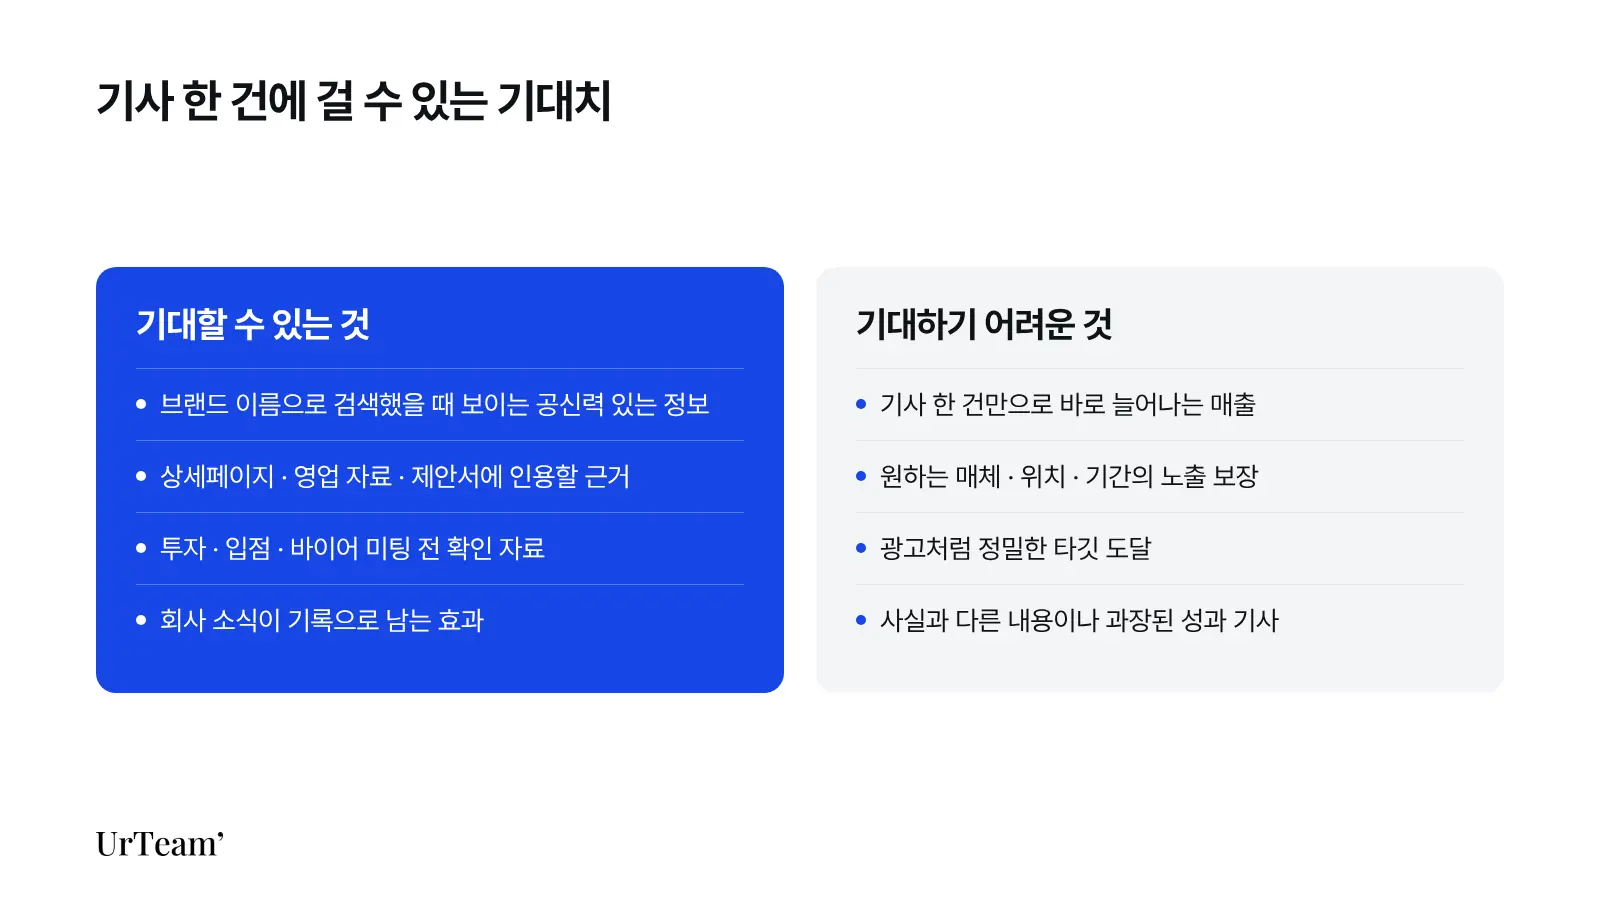 기사 한 건에 걸 수 있는 기대치
기대할 수 있는 것
브랜드 이름으로 검색했을 때 보이는 공신력 있는 정보
상세페이지 · 영업 자료 · 제안서에 인용할 근거
투자 · 입점 · 바이어 미팅 전 확인 자료
회사 소식이 기록으로 남는 효과
기대하기 어려운 것
기사 한 건만으로 바로 늘어나는 매출
원하는 매체 · 위치 · 기간의 노출 보장
광고처럼 정밀한 타깃 도달
사실과 다른 내용이나 과장된 성과 기사
UrTeam’